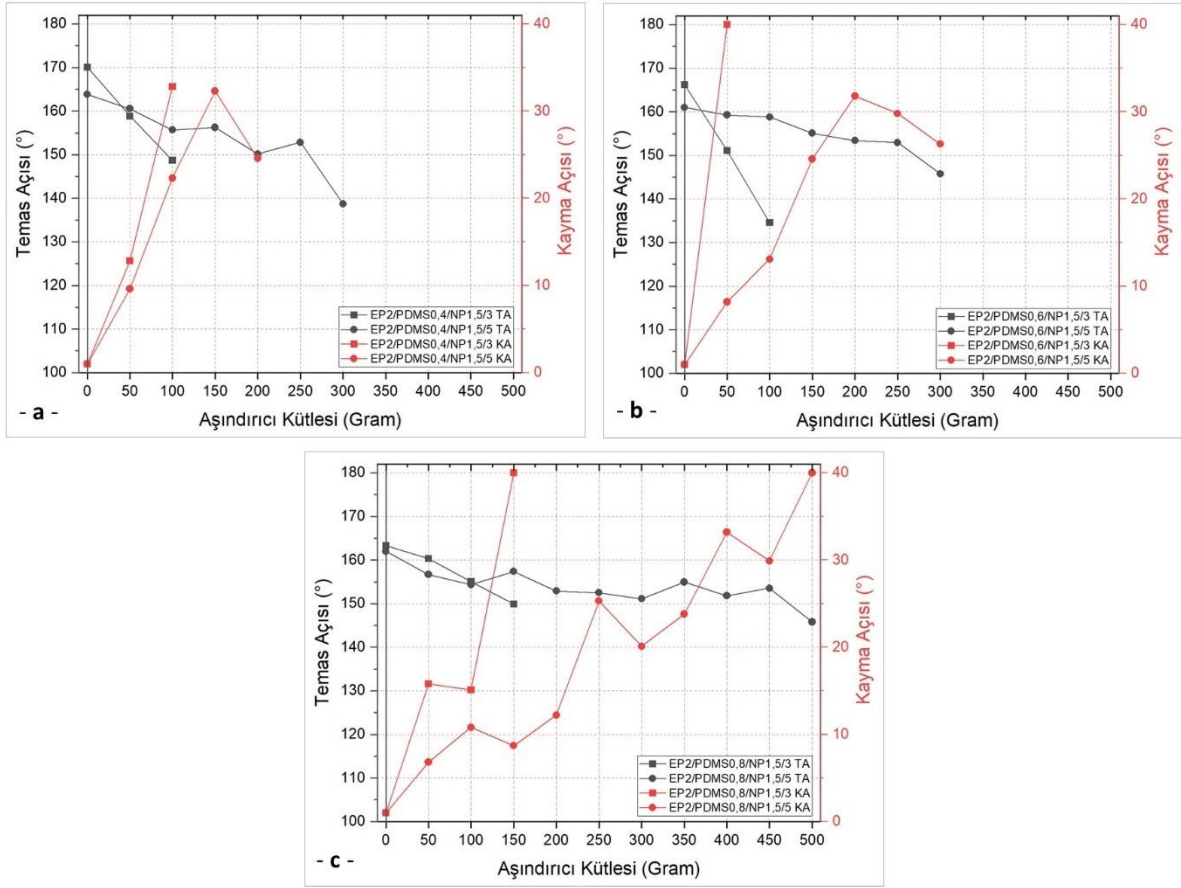 180
170
160
150
140
130
120
110
100
Temas Açısı (°)
40
30
20
10
0
Kayma Açısı (°)
EP2/PDMS0,4/NP1,5/3 TA
EP2/PDMS0,4/NP1,5/5 TA
EP2/PDMS0,4/NP1,5/3 KA
EP2/PDMS0,4/NP1,5/5 KA
0 50 100 150 200 250 300 350 400 450 500
Aşındırıcı Kütlesi (Gram)
- a -
180
170
160
150
140
130
120
110
100
Temas Açısı (°)
40
30
20
10
0
Kayma Açısı (°)
EP2/PDMS0,6/NP1,5/3 TA
EP2/PDMS0,6/NP1,5/5 TA
EP2/PDMS0,6/NP1,5/3 KA
EP2/PDMS0,6/NP1,5/5 KA
0 50 100 150 200 250 300 350 400 450 500
Aşındırıcı Kütlesi (Gram)
- b -
180
170
160
150
140
130
120
110
100
Temas Açısı (°)
40
30
20
10
0
Kayma Açısı (°)
EP2/PDMS0,8/NP1,5/3 TA
EP2/PDMS0,8/NP1,5/5 TA
EP2/PDMS0,8/NP1,5/3 KA
EP2/PDMS0,8/NP1,5/5 KA
0 50 100 150 200 250 300 350 400 450 500
Aşındırıcı Kütlesi (Gram)
- c -